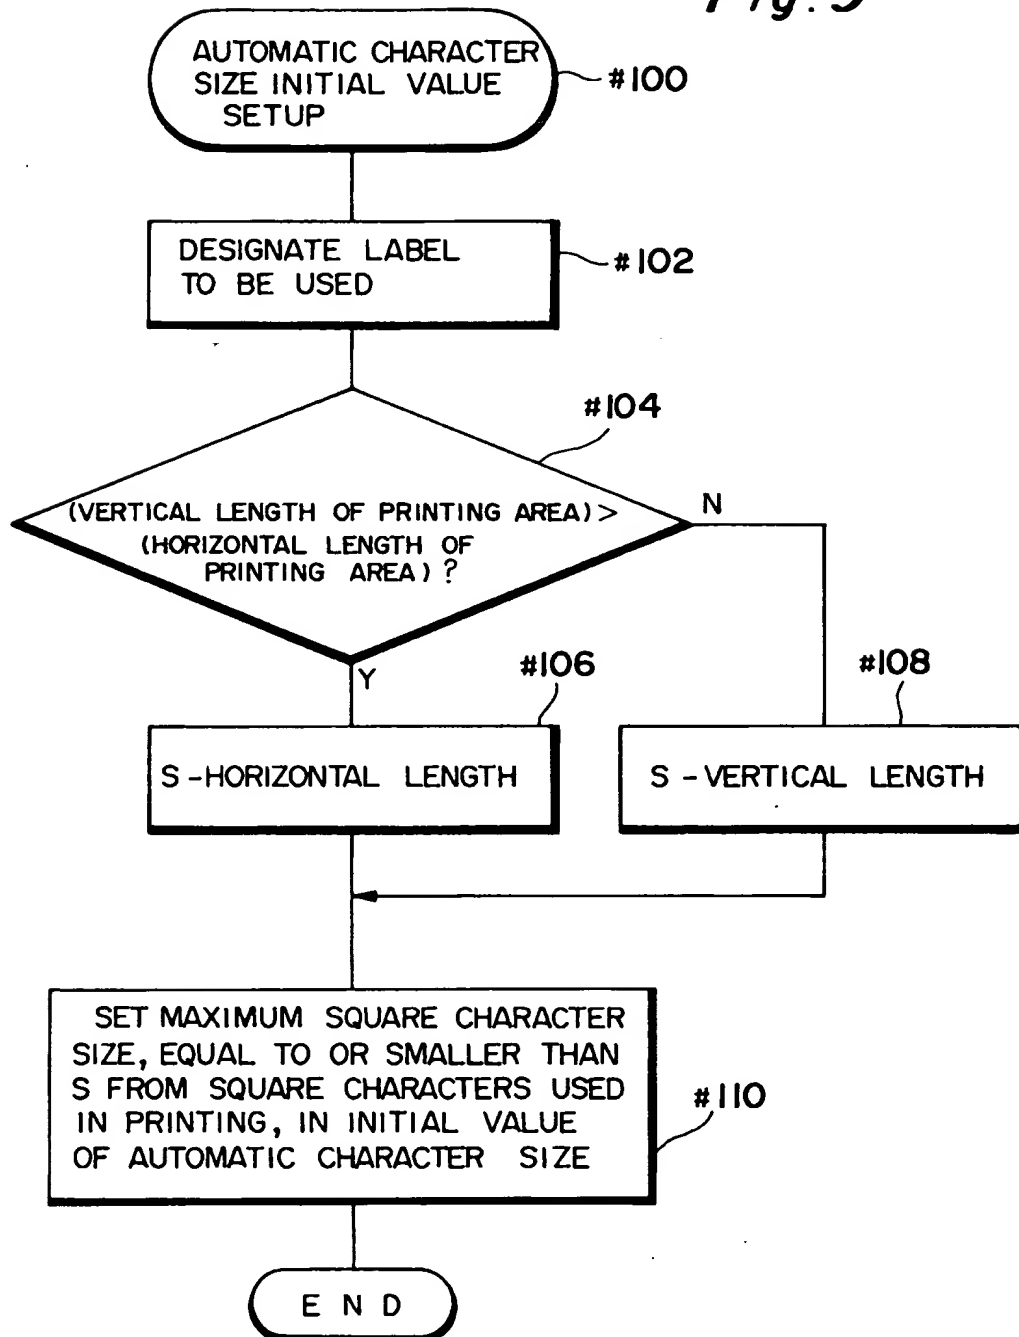 Fig. 5
AUTOMATIC CHARACTER
SIZE INITIAL VALUE
SETUP
#100
DESIGNATE LABEL
TO BE USED
#102
#104
(VERTICAL LENGTH OF PRINTING AREA) >
(HORIZONTAL LENGTH OF
PRINTING AREA) ?
N
Y
#106
#108
S - HORIZONTAL LENGTH
S - VERTICAL LENGTH
SET MAXIMUM SQUARE CHARACTER
SIZE, EQUAL TO OR SMALLER THAN
S FROM SQUARE CHARACTERS USED
IN PRINTING, IN INITIAL VALUE
OF AUTOMATIC CHARACTER SIZE
#110
END